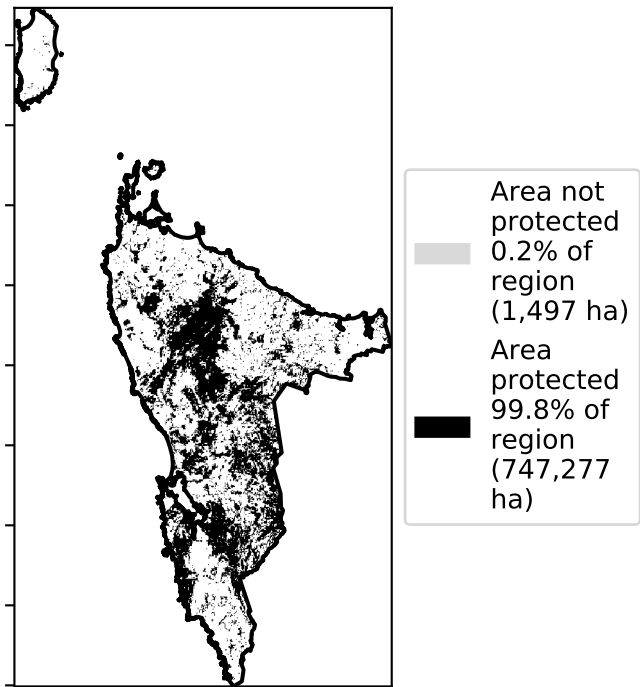 Area not
protected
0.2% of
region
(1,497 ha)
Area
protected
99.8% of
region
(747,277
ha)